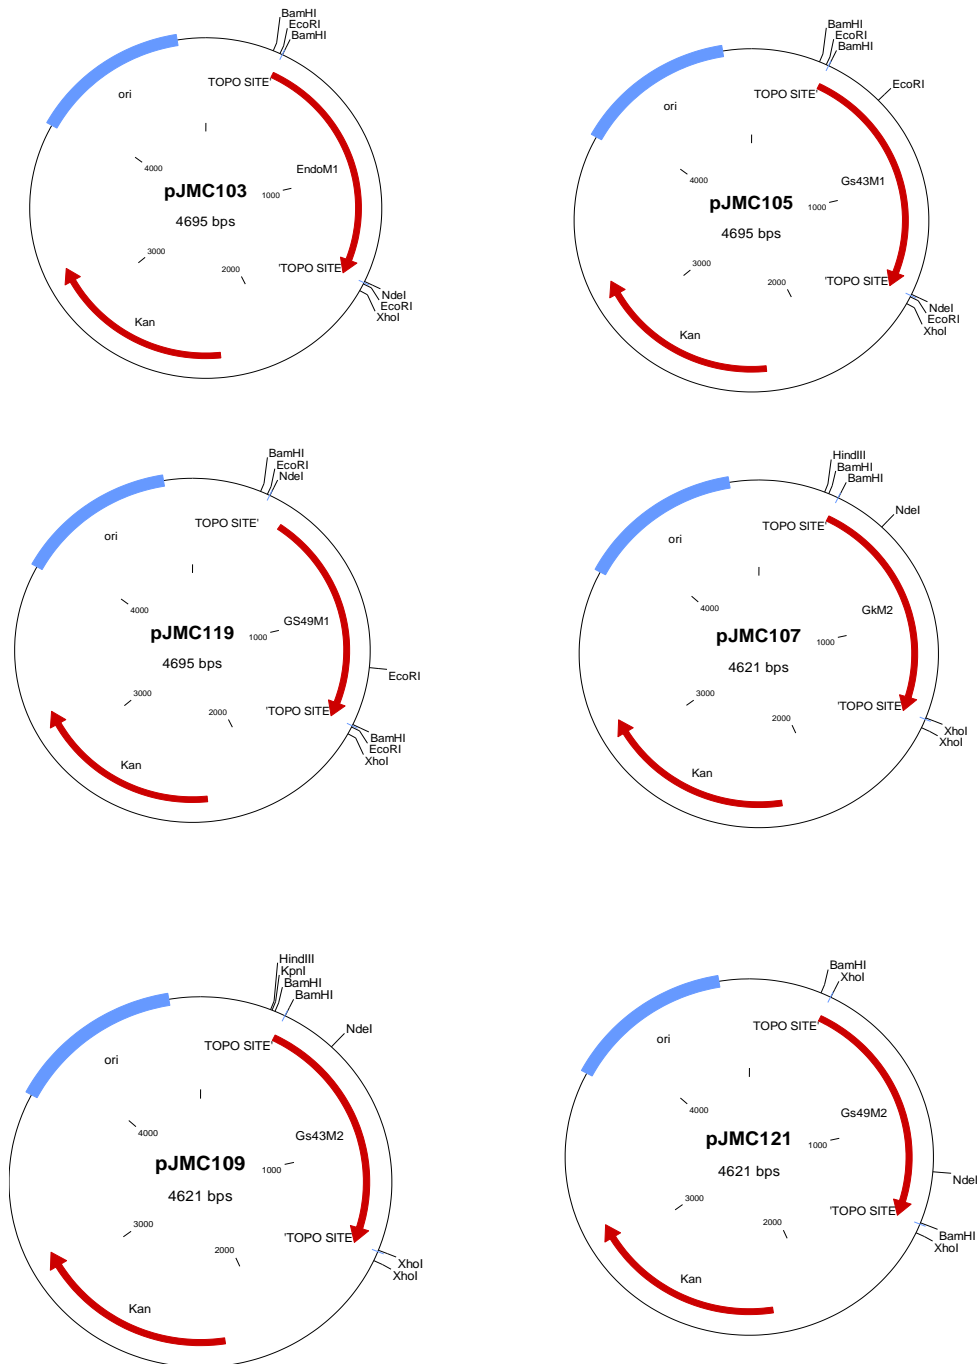 BamHI
EcoRI
BamHI
TOPO SITE'
ori
4000
EndoM1
1000
pJMC103
4695 bps
3000
2000
'TOPO SITE
NdeI
EcoRI
XhoI
Kan
BamHI
EcoRI
BamHI
EcoRI
TOPO SITE'
ori
4000
Gs43M1
1000
pJMC105
4695 bps
3000
2000
'TOPO SITE
NdeI
EcoRI
XhoI
Kan
BamHI
EcoRI
NdeI
TOPO SITE'
ori
4000
GS49M1
1000
pJMC119
4695 bps
EcoRI
3000
2000
'TOPO SITE
BamHI
EcoRI
XhoI
Kan
HindIII
BamHI
BamHI
NdeI
TOPO SITE'
ori
4000
GkM2
1000
pJMC107
4621 bps
3000
2000
'TOPO SITE
XhoI
XhoI
Kan
HindIII
KpnI
BamHI
BamHI
NdeI
TOPO SITE'
ori
4000
Gs43M2
1000
pJMC109
4621 bps
3000
2000
'TOPO SITE
XhoI
XhoI
Kan
BamHI
XhoI
TOPO SITE'
ori
4000
Gs49M2
1000
pJMC121
4621 bps
NdeI
3000
2000
'TOPO SITE
BamHI
XhoI
Kan